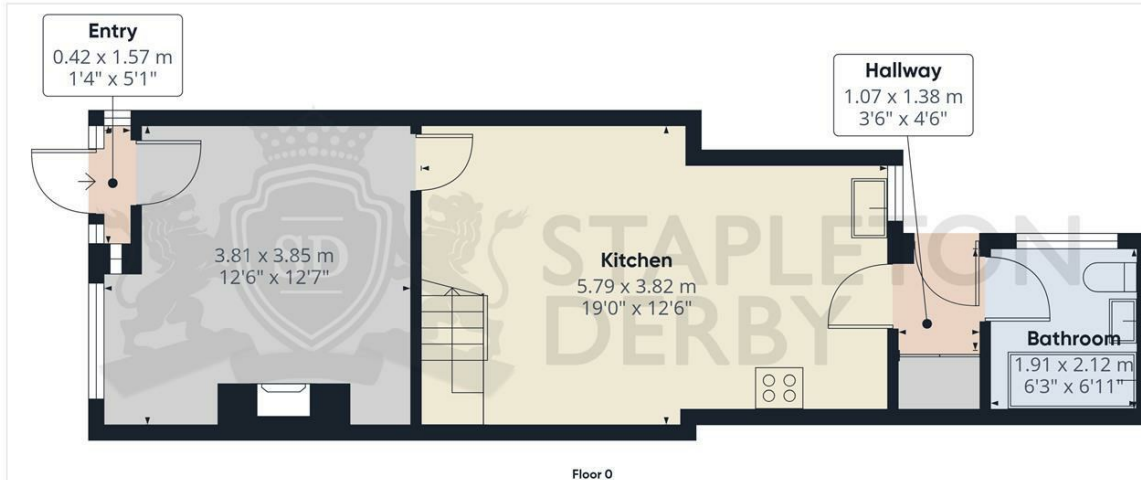 Entry
0.42 x 1.57 m
1'4" x 5'1"
Hallway
1.07 x 1.38 m
3'6" x 4'6"
SD
STAPLETON
DERBY
3.81 x 3.85 m
12'6" x 12'7"
Kitchen
5.79 x 3.82 m
19'0" x 12'6"
Bathroom
1.91 x 2.12 m
6'3" x 6'11"
Floor 0